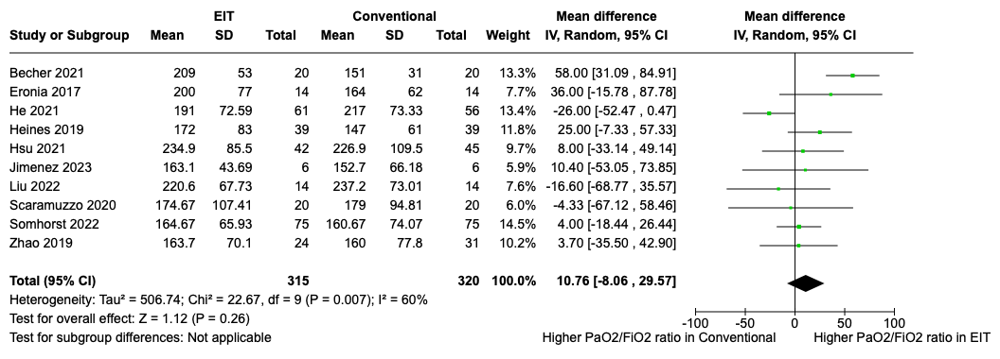 EIT Conventional Mean difference Mean difference
Study or Subgroup Mean SD Total Mean SD Total Weight IV, Random, 95% CI IV, Random, 95% CI
Becher 2021 209 53 20 151 31 20 13.3% 58.00 [31.09 , 84.91]
Eronia 2017 200 77 14 164 62 14 7.7% 36.00 [-15.78 , 87.78]
He 2021 191 72.59 61 217 73.33 56 13.4% -26.00 [-52.47 , 0.47]
Heines 2019 172 83 39 147 61 39 11.8% 25.00 [-7.33 , 57.33]
Hsu 2021 234.9 85.5 42 226.9 109.5 45 9.7% 8.00 [-33.14 , 49.14]
Jimenez 2023 163.1 43.69 6 152.7 66.18 6 5.9% 10.40 [-53.05 , 73.85]
Liu 2022 220.6 67.73 14 237.2 73.01 14 7.6% -16.60 [-68.77 , 35.57]
Scaramuzzo 2020 174.67 107.41 20 179 94.81 20 6.0% -4.33 [-67.12 , 58.46]
Somhorst 2022 164.67 65.93 75 160.67 74.07 75 14.5% 4.00 [-18.44 , 26.44]
Zhao 2019 163.7 70.1 24 160 77.8 31 10.2% 3.70 [-35.50 , 42.90]
Total (95% CI) 315 320 100.0% 10.76 [-8.06 , 29.57]
Heterogeneity: Tau² = 506.74; Chi² = 22.67, df = 9 (P = 0.007); I² = 60%
Test for overall effect: Z = 1.12 (P = 0.26)
Test for subgroup differences: Not applicable
-100 -50 0 50 100
Higher PaO2/FiO2 ratio in Conventional Higher PaO2/FiO2 ratio in EIT